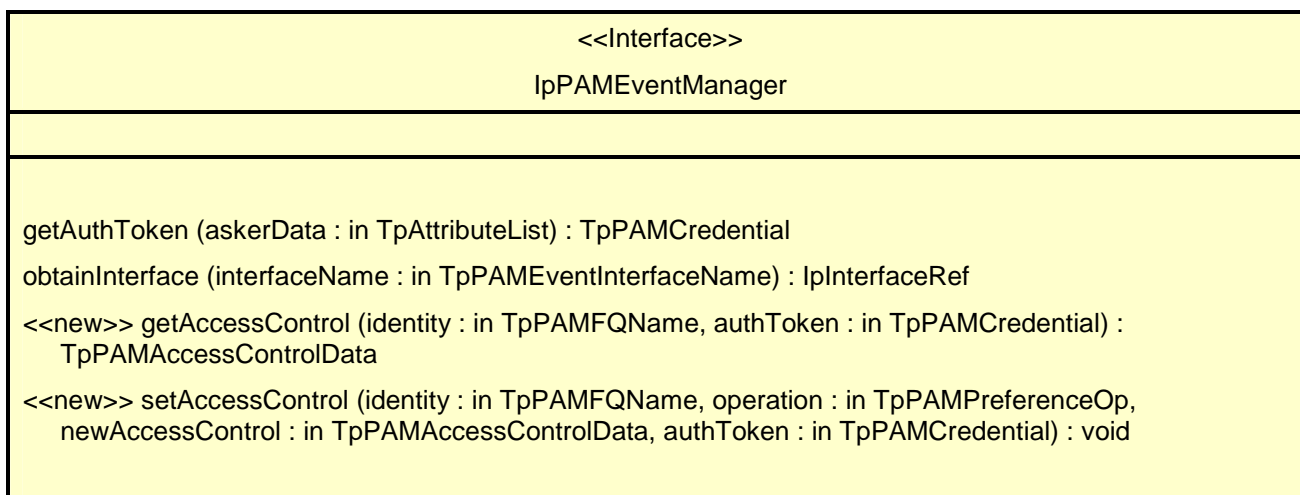 <<Interface>>
IpPAMEventManager
getAuthToken (askerData : in TpAttributeList) : TpPAMCredential
obtainInterface (interfaceName : in TpPAMEventInterfaceName) : IpInterfaceRef
<<new>> getAccessControl (identity : in TpPAMFQName, authToken : in TpPAMCredential) :
TpPAMAccessControlData
<<new>> setAccessControl (identity : in TpPAMFQName, operation : in TpPAMPreferenceOp,
newAccessControl : in TpPAMAccessControlData, authToken : in TpPAMCredential) : void